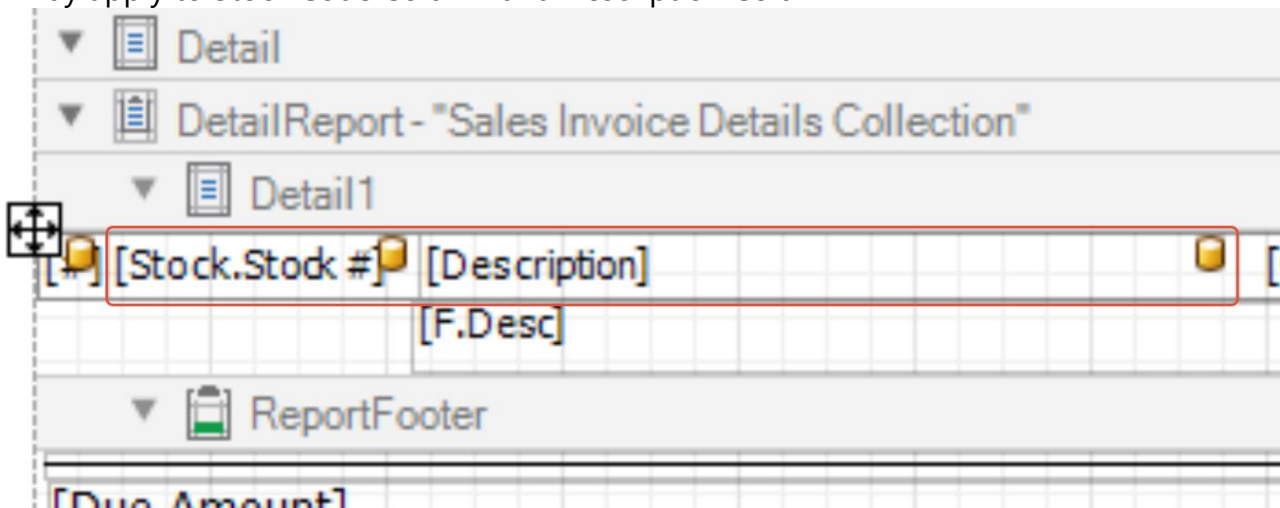 Detail
DetailReport - "Sales Invoice Details Collection"
Detail1
[#] [Stock.Stock #] [Description] [
[F.Desc]
ReportFooter
[Due Amount]